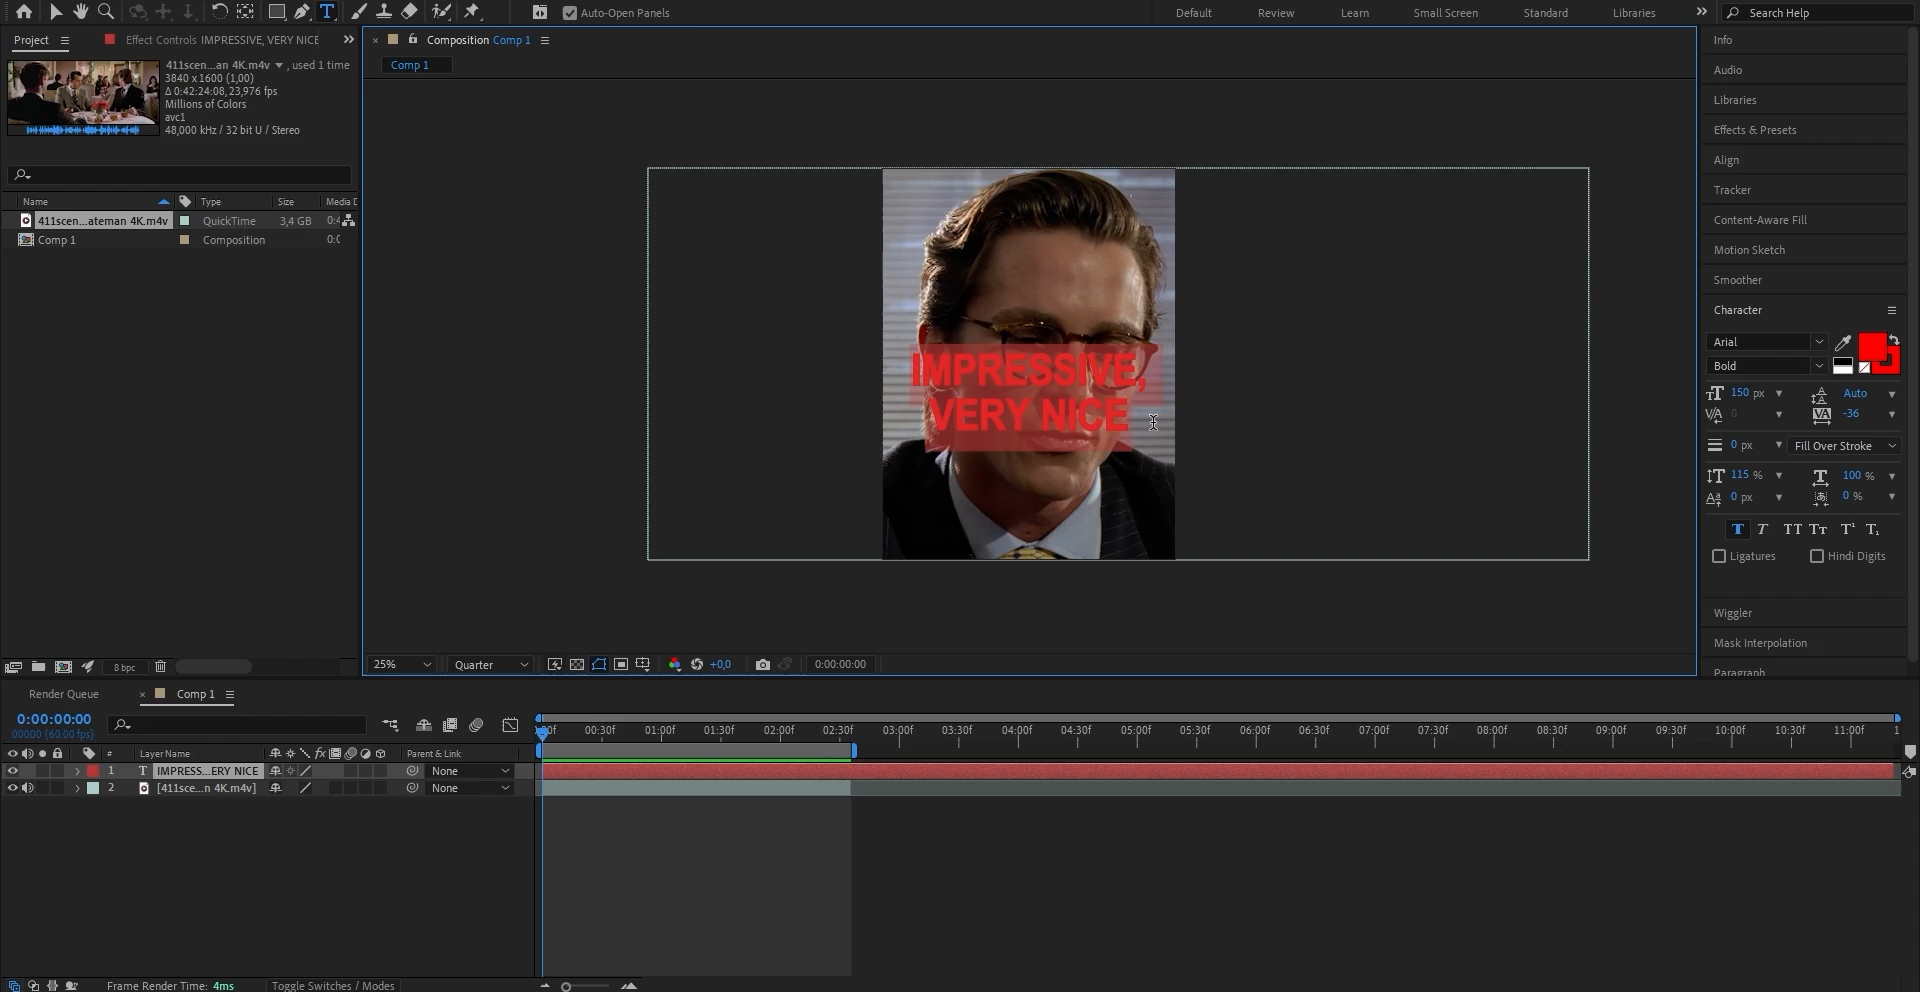 Auto-Open Panels
Default
Review
Learn
Small Screen
Standard
Libraries
Search Help
Project
Effect Controls IMPRESSIVE, VERY NICE
411scen...an 4K.m4v , used 1 time
3840 x 1600 (1,00)
Δ 0:42:24:08, 23,976 fps
Millions of Colors
avc1
48,000 kHz / 32 bit U / Stereo
Name
Type
Size
Media D
411scen...ateman 4K.m4v
QuickTime
3,4 GB
Comp 1
Composition
8 bpc
Composition Comp 1
Comp 1
IMPRESSIVE,
VERY NICE
25%
Quarter
+0,0
0:00:00:00
Info
Audio
Libraries
Effects & Presets
Align
Tracker
Content-Aware Fill
Motion Sketch
Smoother
Character
Arial
Bold
150 px
Auto
0
-36
0 px
Fill Over Stroke
115 %
100 %
0 px
0 %
Ligatures
Hindi Digits
Wiggler
Mask Interpolation
Paragraph
Render Queue
Comp 1
0:00:00:00
00000 (60.00 fps)
00:30f 01:00f 01:30f 02:00f 02:30f 03:00f 03:30f 04:00f 04:30f 05:00f 05:30f 06:00f 06:30f 07:00f 07:30f 08:00f 08:30f 09:00f 09:30f 10:00f 10:30f 11:00f
# Layer Name
Parent & Link
1 T IMPRESS...ERY NICE
None
2 [411sce...n 4K.m4v]
None
Frame Render Time: 4ms
Toggle Switches / Modes